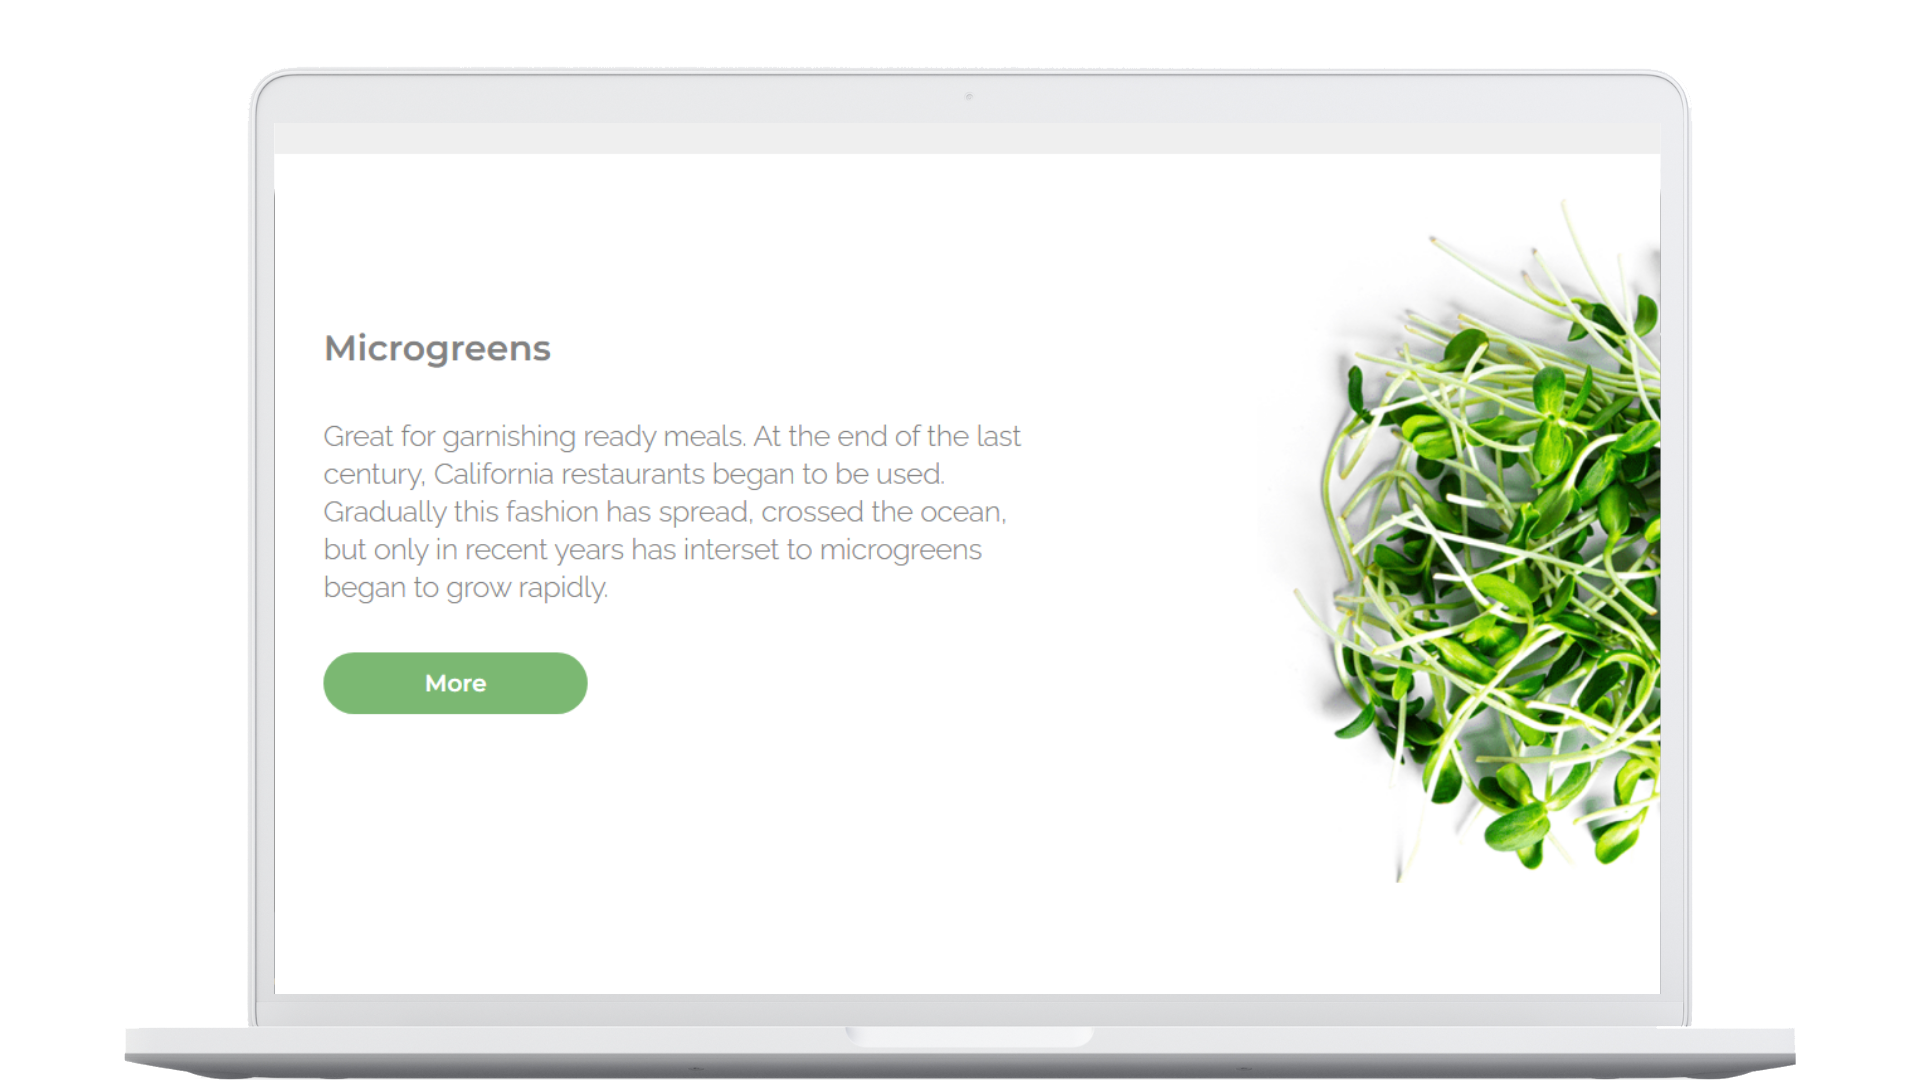 Microgreens
Great for garnishing ready meals. At the end of the last
century, California restaurants began to be used.
Gradually this fashion has spread, crossed the ocean,
but only in recent years has interset to microgreens
began to grow rapidly.
More